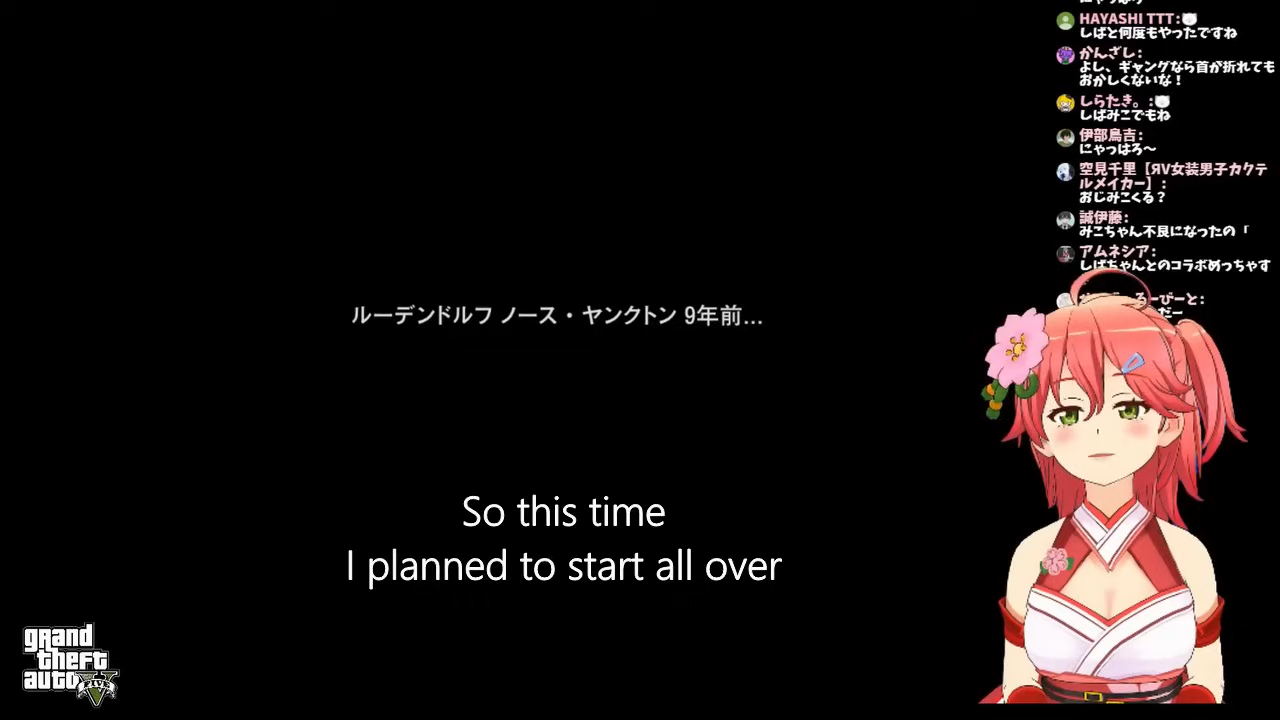 HAYASHI TTT:
しばと何度もやったですね
かんざし:
よし、ギャングなら首が折れても
おかしくないな！
しらたき。:
しばみこでもね
伊部鳥吉:
にゃっはろ〜
空見千里【ЯV女装男子カクテ
ルメイカー】:
おじみこくる？
誠伊藤:
みこちゃん不良になったの「
アムネシア:
しばちゃんとのコラボめっちゃす
ろーびーと:
だー
ルーデンドルフ ノース・ヤンクトン 9年前...
So this time
I planned to start all over
grand
theft
auto
FIVE